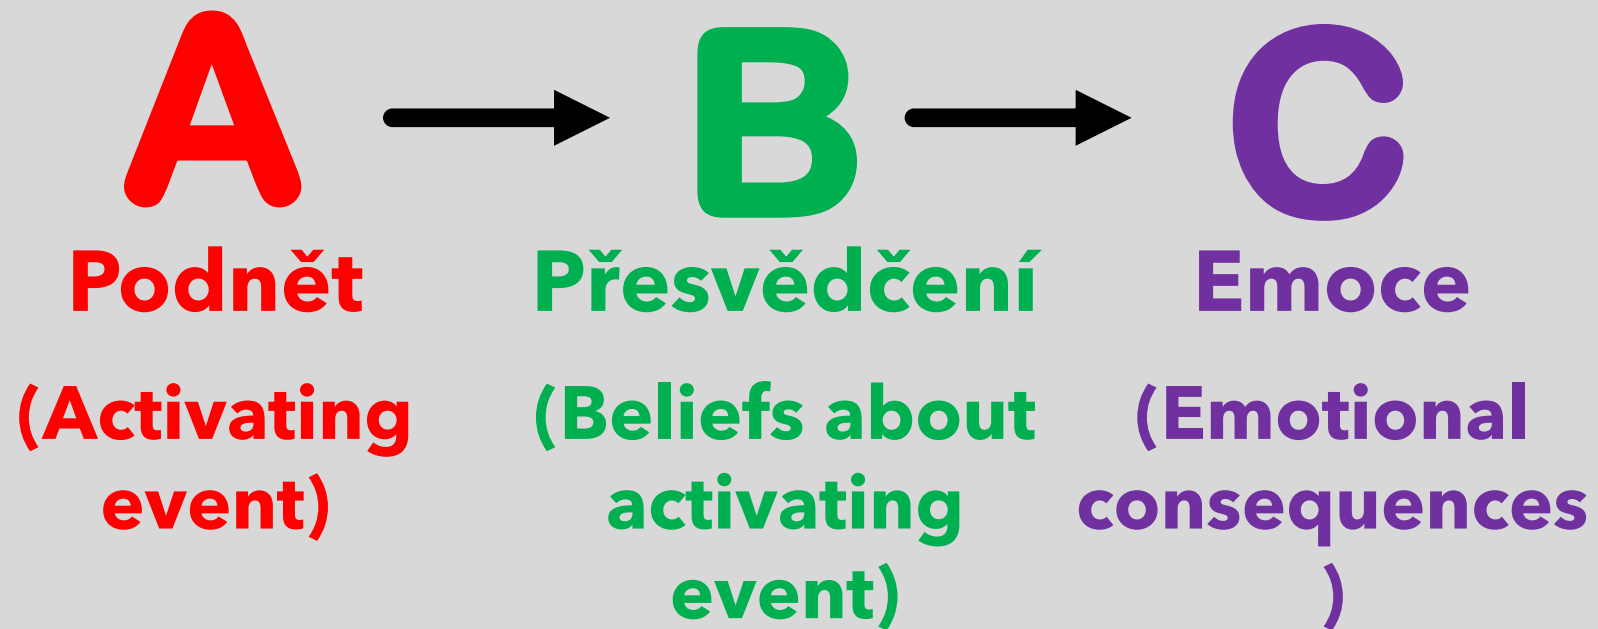 A B C
Podnět Přesvědčení Emoce
(Activating (Beliefs about (Emotional
event) activating consequences
event) )